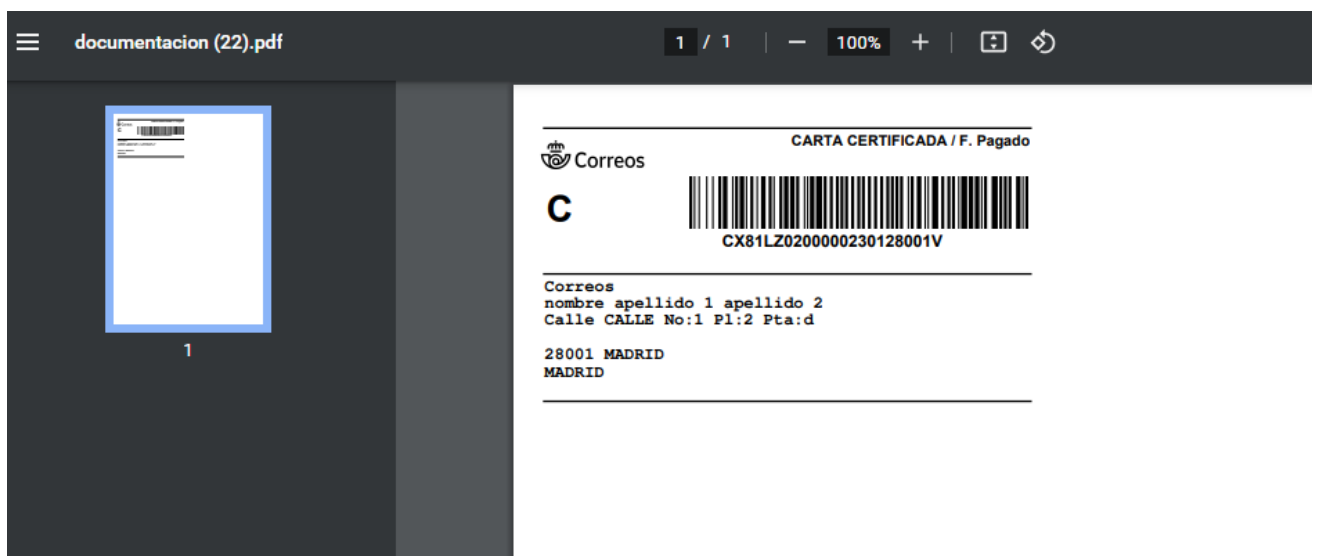 documentacion (22).pdf
1 / 1
100%
1
CARTA CERTIFICADA / F. Pagado
Correos
C
CX81LZ0200000230128001V
Correos
nombre apellido 1 apellido 2
Calle CALLE No:1 Pl:2 Pta:d
28001 MADRID
MADRID